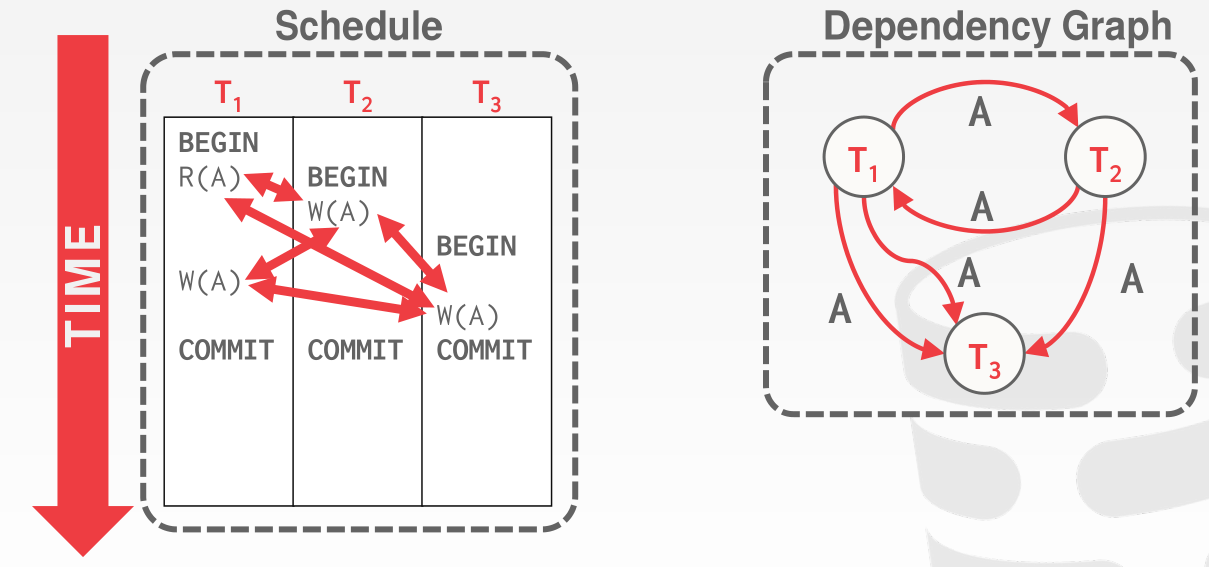 Schedule
T1 T2 T3
BEGIN
R(A) BEGIN
W(A)
BEGIN
W(A)
W(A)
COMMIT COMMIT COMMIT
TIME
Dependency Graph
A
T1 T2
A
A
A
A
T3